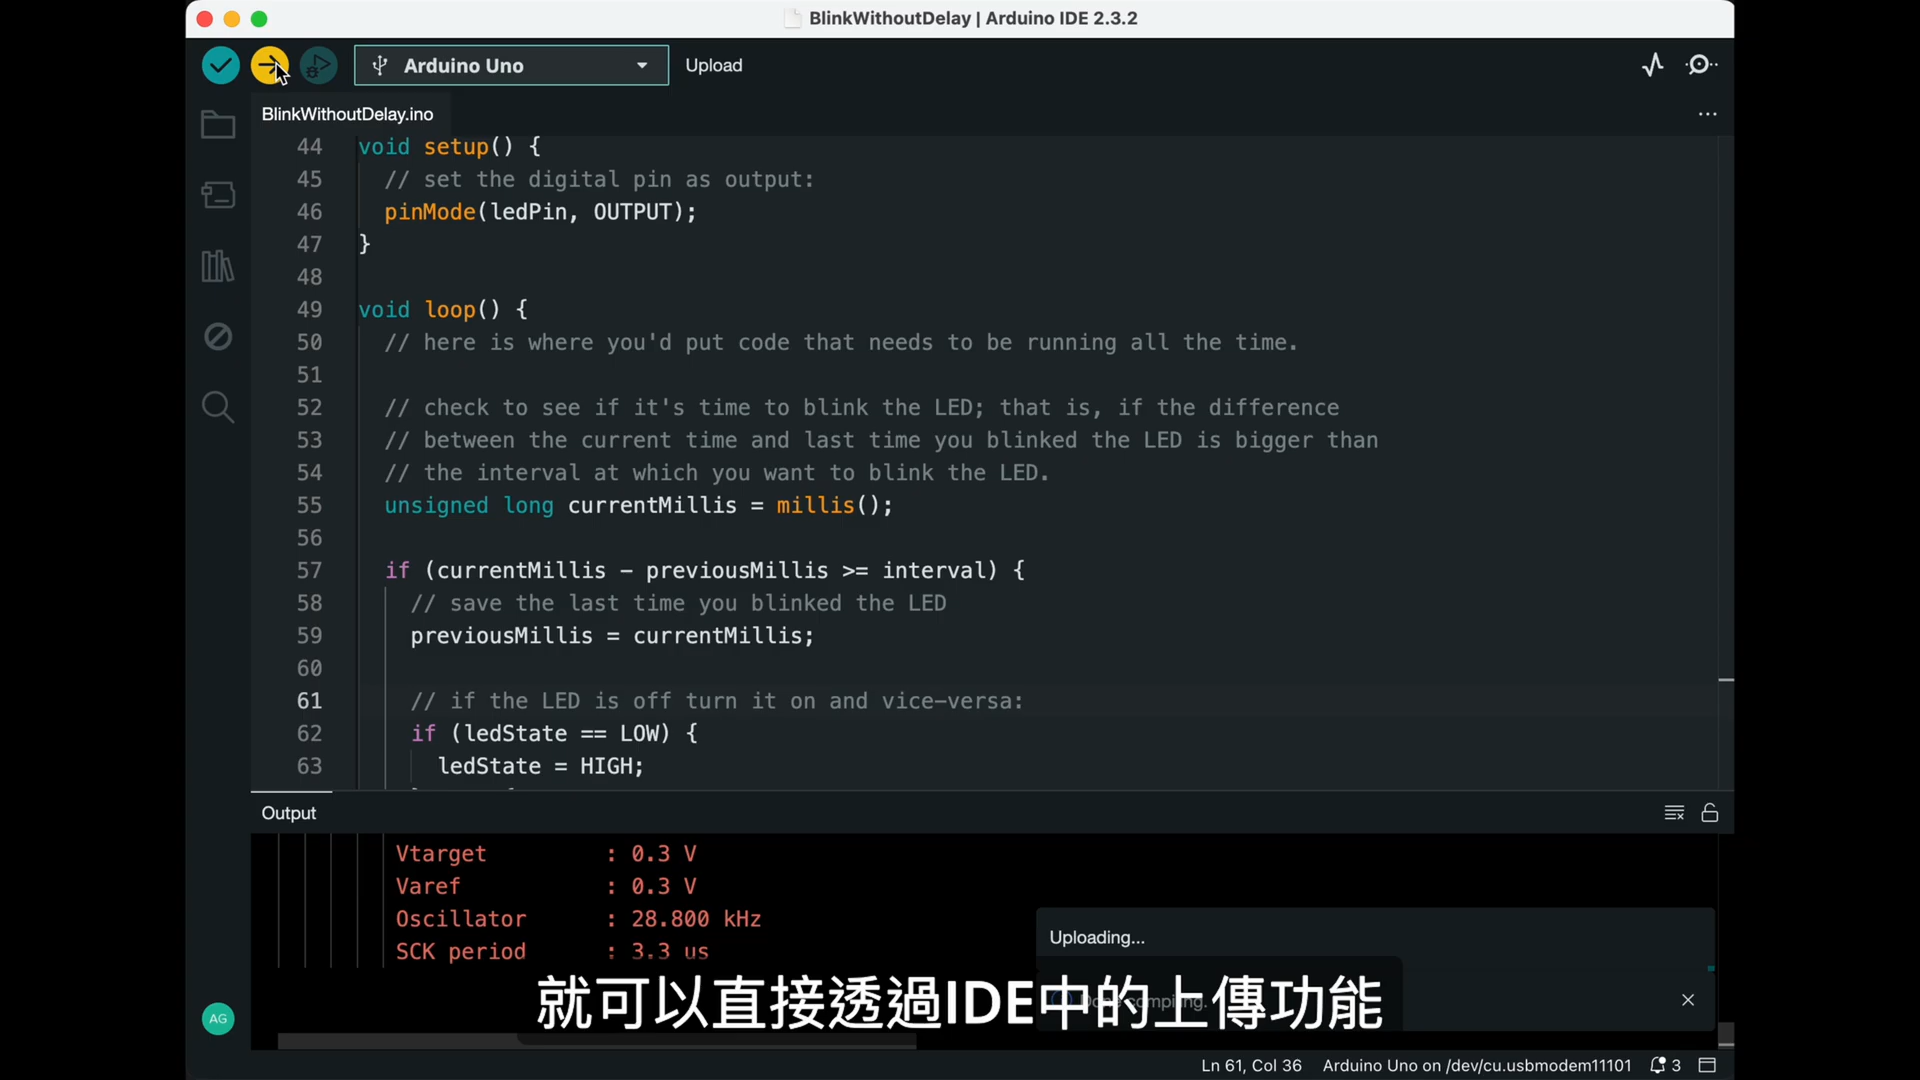 BlinkWithoutDelay | Arduino IDE 2.3.2
Arduino Uno
Upload
BlinkWithoutDelay.ino
44 void setup() {
45 // set the digital pin as output:
46 pinMode(ledPin, OUTPUT);
47 }
48
49 void loop() {
50 // here is where you'd put code that needs to be running all the time.
51
52 // check to see if it's time to blink the LED; that is, if the difference
53 // between the current time and last time you blinked the LED is bigger than
54 // the interval at which you want to blink the LED.
55 unsigned long currentMillis = millis();
56
57 if (currentMillis - previousMillis >= interval) {
58 // save the last time you blinked the LED
59 previousMillis = currentMillis;
60
61 // if the LED is off turn it on and vice-versa:
62 if (ledState == LOW) {
63 ledState = HIGH;
Output
Vtarget : 0.3 V
Varef : 0.3 V
Oscillator : 28.800 kHz
SCK period : 3.3 us
Uploading...
Done compiling.
就可以直接透過IDE中的上傳功能
AG
Ln 61, Col 36 Arduino Uno on /dev/cu.usbmodem11101 3